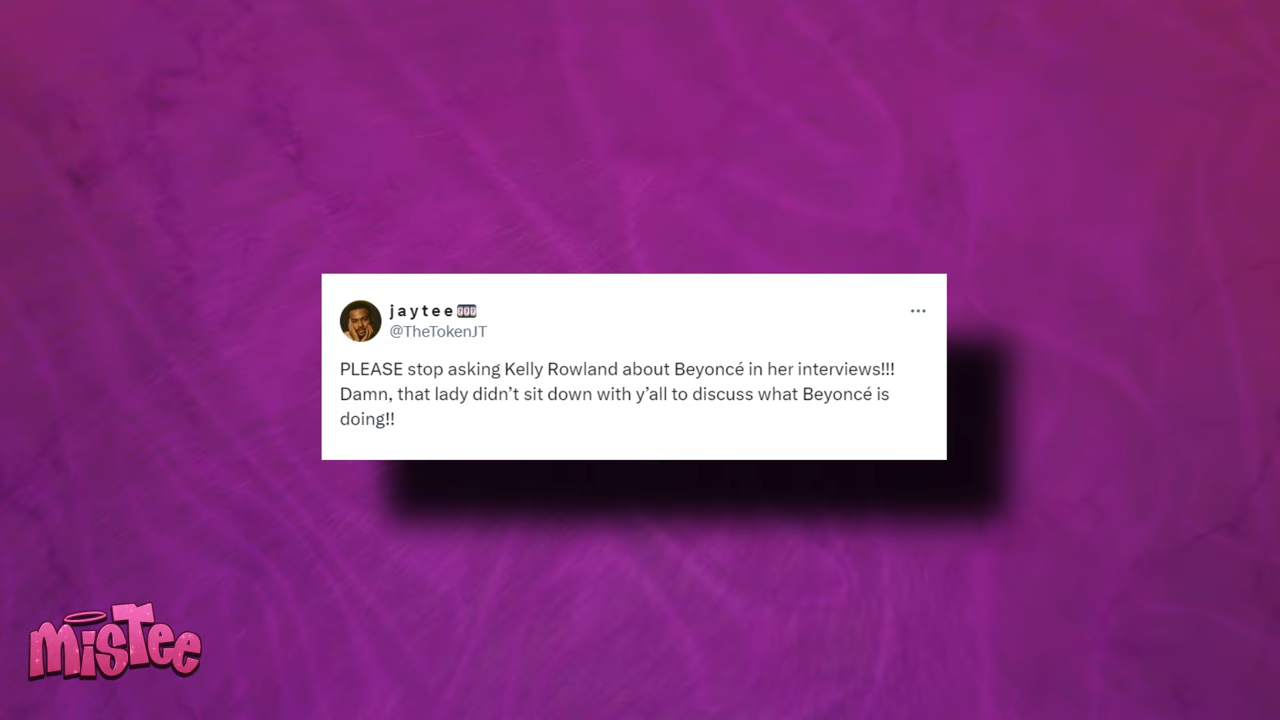 jaytee
@TheTokenJT
PLEASE stop asking Kelly Rowland about Beyoncé in her interviews!!!
Damn, that lady didn’t sit down with y’all to discuss what Beyoncé is
doing!!
misTee